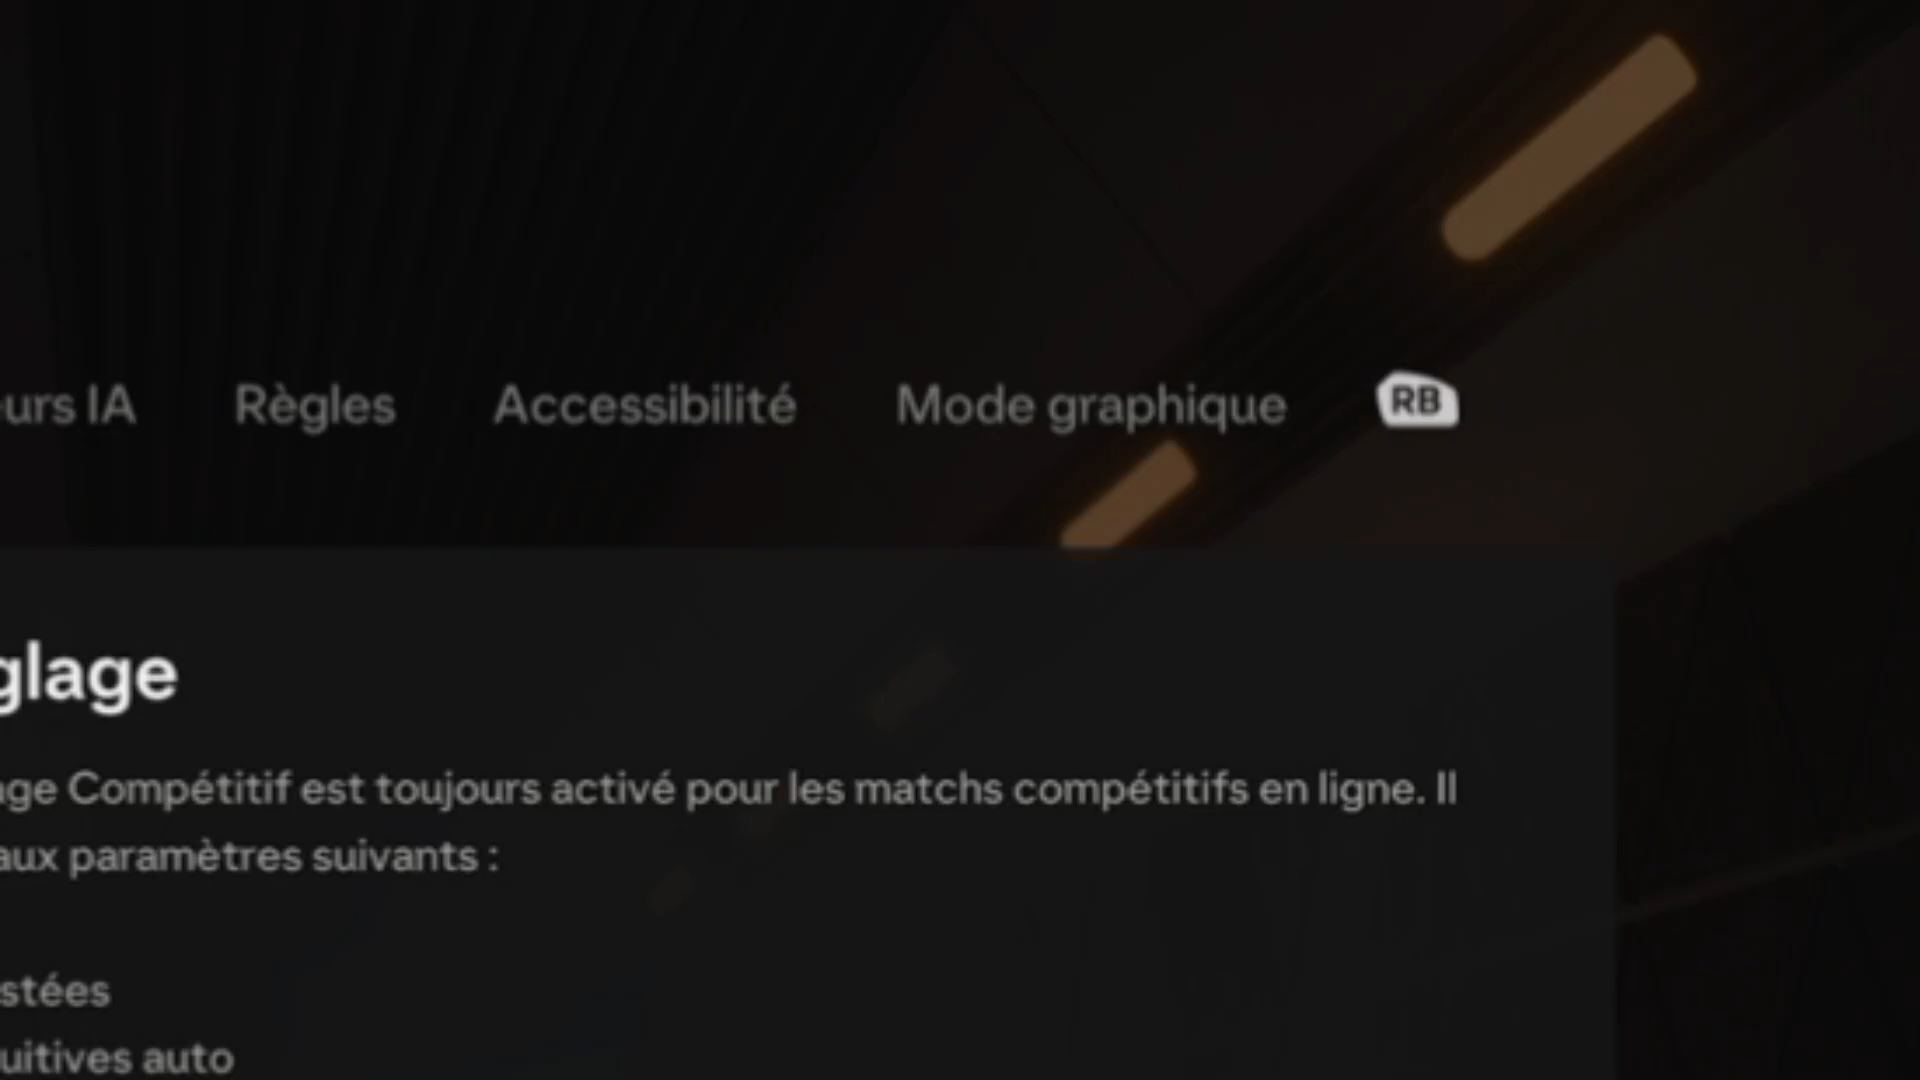 eurs IA Règles Accessibilité Mode graphique RB
glage
age Compétitif est toujours activé pour les matchs compétitifs en ligne. Il
aux paramètres suivants :
stées
uitives auto